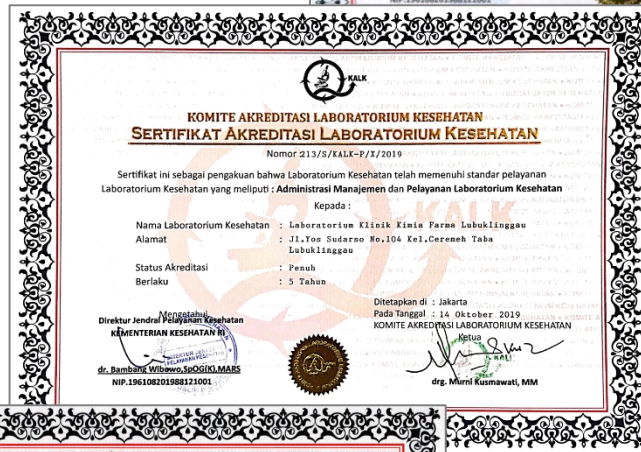 NIP.196108201988121001
KALK
KOMITE AKREDITASI LABORATORIUM KESEHATAN
SERTIFIKAT AKREDITASI LABORATORIUM KESEHATAN
Nomor 213/S/KALK-P/X/2019
Sertifikat ini sebagai pengakuan bahwa Laboratorium Kesehatan telah memenuhi standar pelayanan
Laboratorium Kesehatan yang meliputi : Administrasi Manajemen dan Pelayanan Laboratorium Kesehatan
Kepada :
Nama Laboratorium Kesehatan : Laboratorium Klinik Kimia Farma Lubuklinggau
Alamat : Jl.Yos Sudarso No.104 Kel.Ceremeh Taba
Lubuklinggau
Status Akreditasi : Penuh
Berlaku : 5 Tahun
Ditetapkan di : Jakarta
Pada Tanggal : 14 Oktober 2019
KOMITE AKREDITASI LABORATORIUM KESEHATAN
Ketua
drg. Murni Kusmawati, MM
Mengetahui
Direktur Jendral Pelayanan Kesehatan
KEMENTERIAN KESEHATAN RI
dr. Bambang Wibowo,SpOG(K),MARS
NIP.196108201988121001